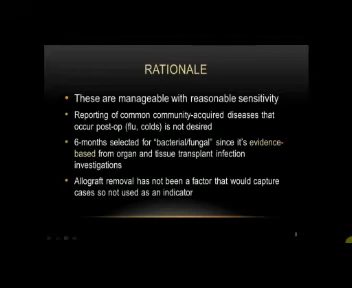 RATIONALE
These are manageable with reasonable sensitivity
Reporting of common community-acquired diseases that
occur post-op (flu, colds) is not desired
6-months selected for "bacterial/fungal" since it's evidence-
based from organ and tissue transplant infection
investigations
Allograft removal has not been a factor that would capture
cases so not used as an indicator